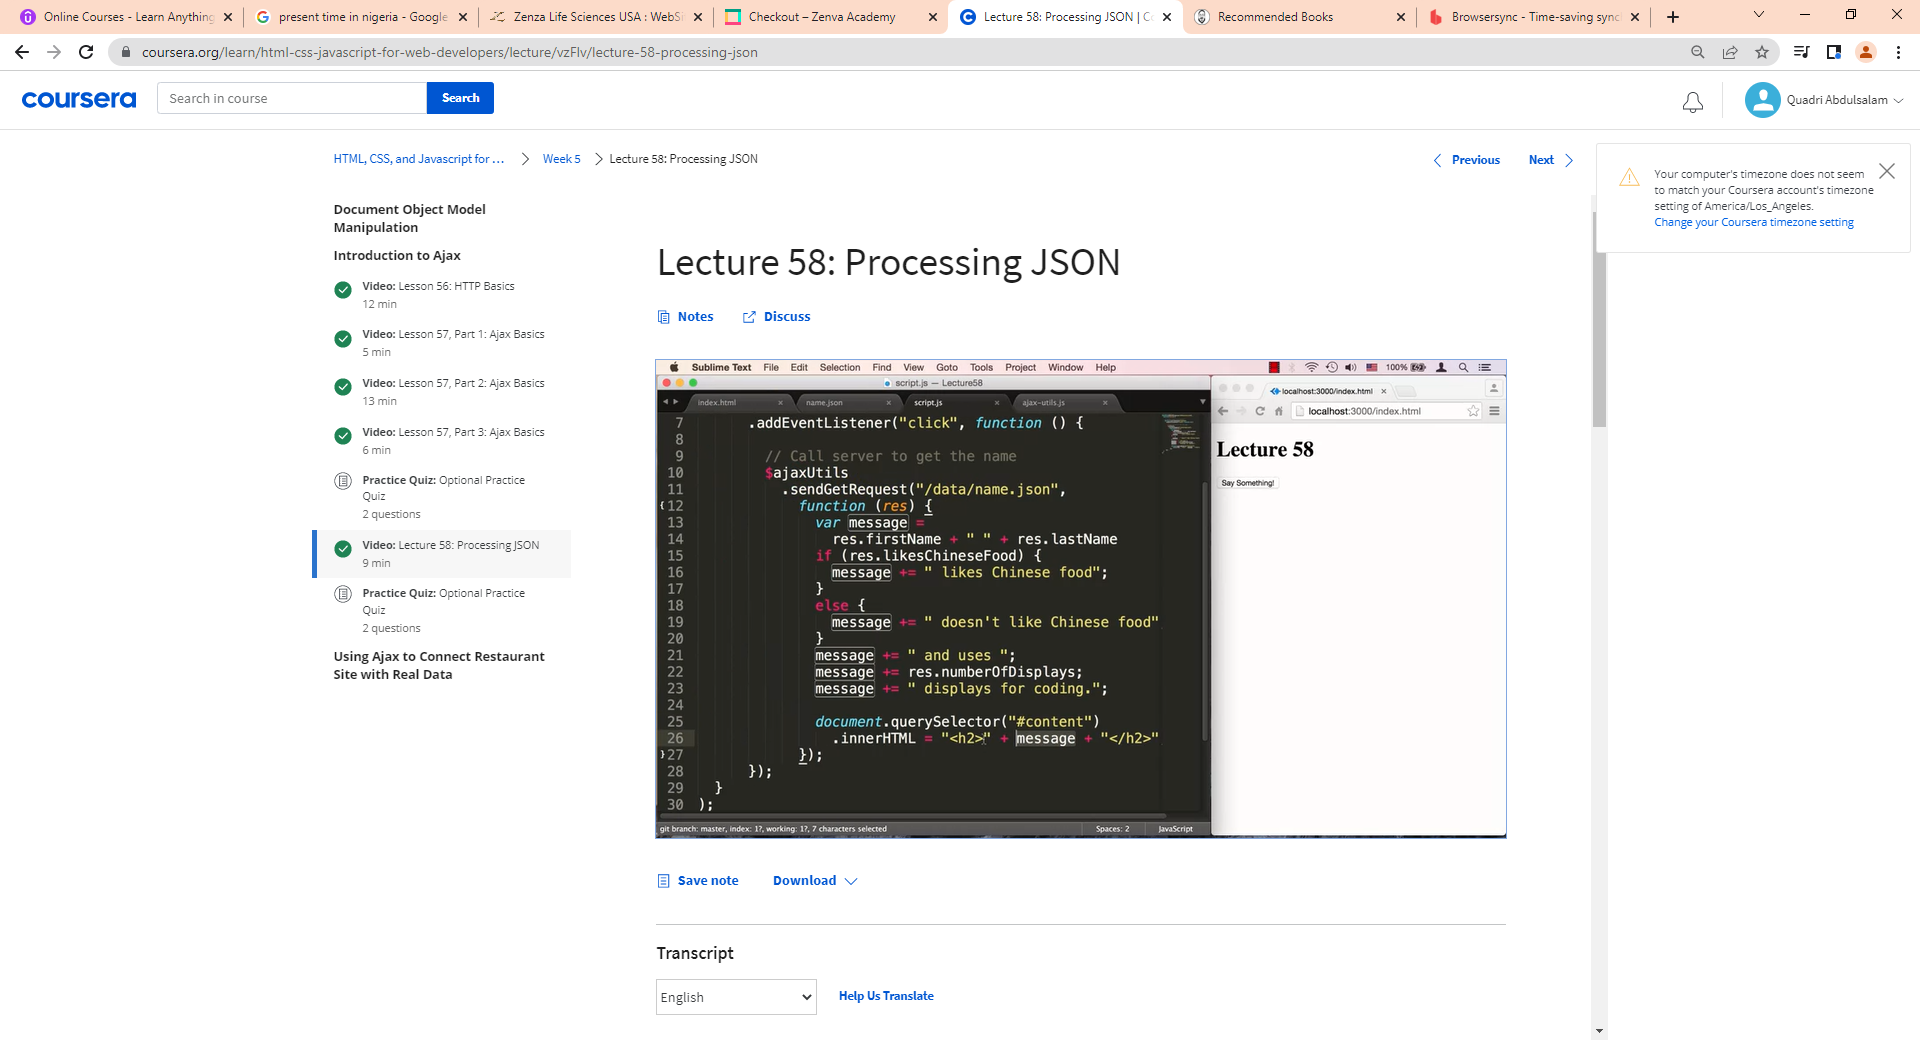 Online Courses - Learn Anything
present time in nigeria - Google
Zenza Life Sciences USA : WebSi
Checkout – Zenva Academy
Lecture 58: Processing JSON | Co
Recommended Books
Browsersync - Time-saving sync
coursera.org/learn/html-css-javascript-for-web-developers/lecture/vzFlv/lecture-58-processing-json
coursera
Search in course
Search
Quadri Abdulsalam
HTML, CSS, and Javascript for ...
Week 5
Lecture 58: Processing JSON
Previous
Next
Your computer's timezone does not seem
to match your Coursera account's timezone
setting of America/Los_Angeles.
Change your Coursera timezone setting
Document Object Model
Manipulation
Introduction to Ajax
Video: Lesson 56: HTTP Basics
12 min
Video: Lesson 57, Part 1: Ajax Basics
5 min
Video: Lesson 57, Part 2: Ajax Basics
13 min
Video: Lesson 57, Part 3: Ajax Basics
6 min
Practice Quiz: Optional Practice
Quiz
2 questions
Video: Lecture 58: Processing JSON
9 min
Practice Quiz: Optional Practice
Quiz
2 questions
Using Ajax to Connect Restaurant
Site with Real Data
Lecture 58: Processing JSON
Notes
Discuss
Sublime Text File Edit Selection Find View Goto Tools Project Window Help
100%
script.js — Lecture58
index.html
name.json
script.js
ajax-utils.js
7 .addEventListener("click", function () {
8
9 // Call server to get the name
10 $ajaxUtils
11 .sendGetRequest("/data/name.json",
12 function (res) {
13 var message =
14 res.firstName + " " + res.lastName
15 if (res.likesChineseFood) {
16 message += " likes Chinese food";
17 }
18 else {
19 message += " doesn't like Chinese food"
20 }
21 message += " and uses ";
22 message += res.numberOfDisplays;
23 message += " displays for coding.";
24
25 document.querySelector("#content")
26 .innerHTML = "<h2>" + message + "</h2>"
27 });
28 });
29 }
30 );
git branch: master, index: 1?, working: 1?, 7 characters selected
Spaces: 2
JavaScript
localhost:3000/index.html
localhost:3000/index.html
Lecture 58
Say Something!
Save note
Download
Transcript
English
Help Us Translate